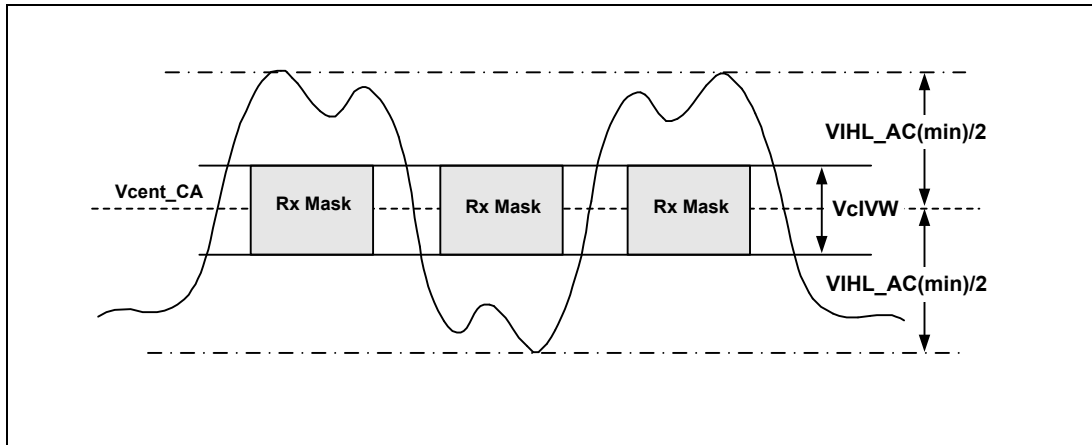 VIHL_AC(min)/2
Vcent_CA
Rx Mask
Rx Mask
Rx Mask
VcIVW
VIHL_AC(min)/2